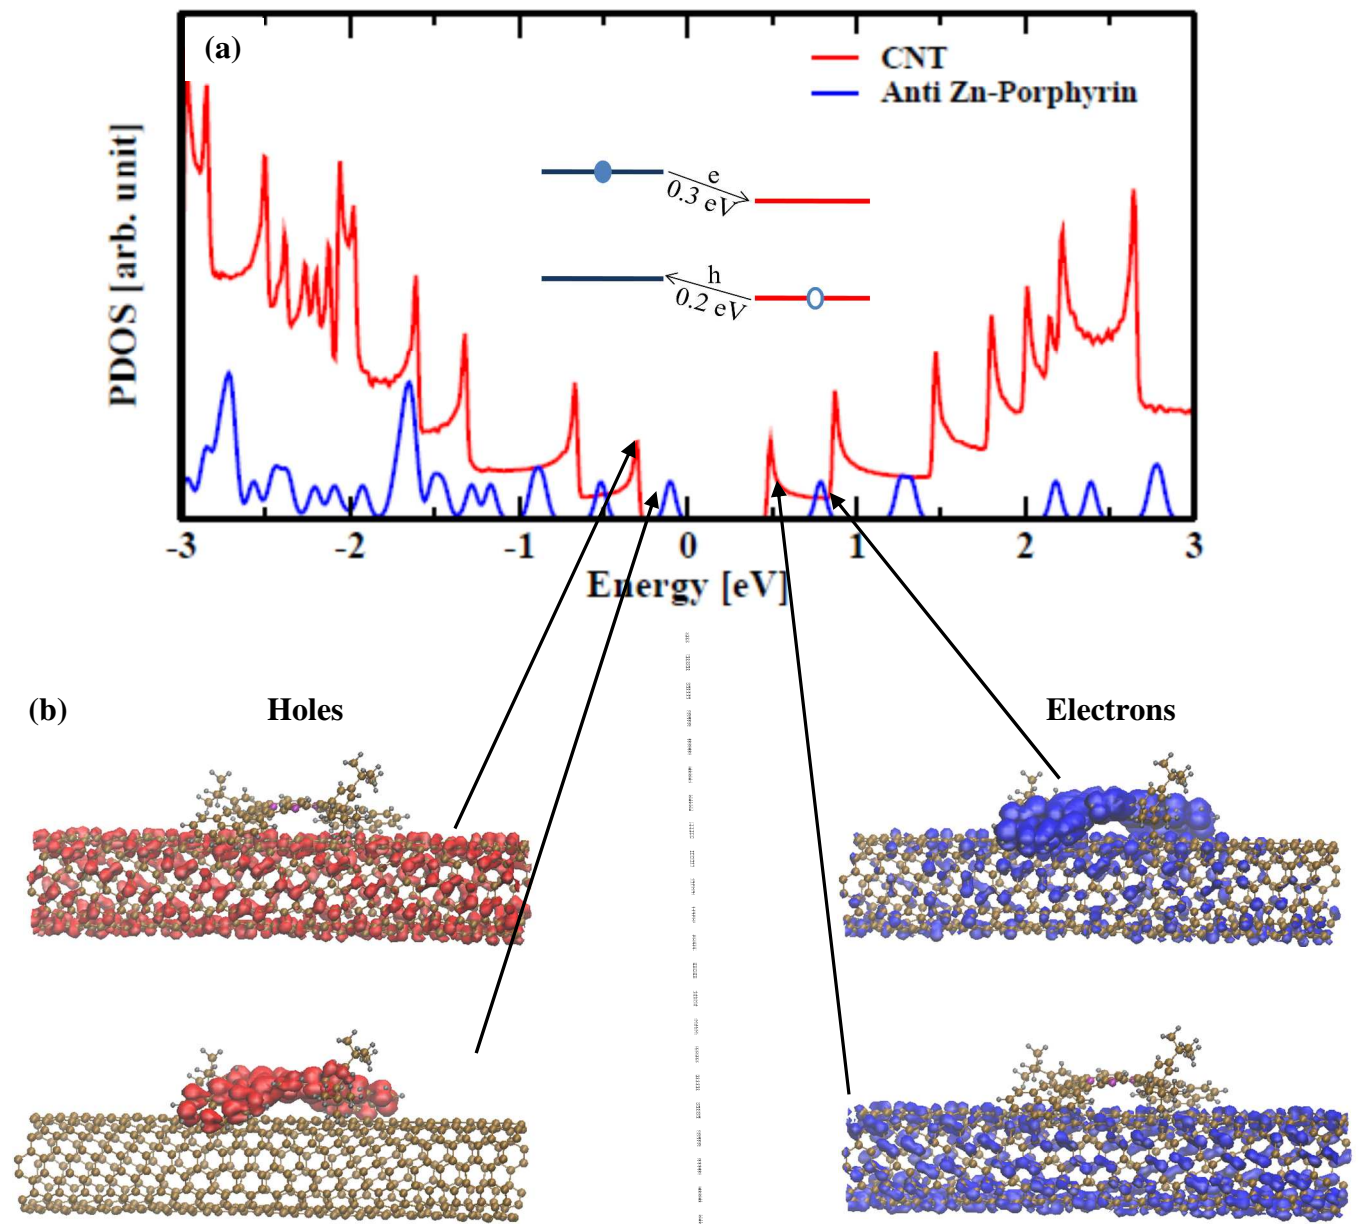 (a)
CNT
Anti Zn-Porphyrin
PDOS [arb. unit]
e
0.3 eV
h
0.2 eV
-3 -2 -1 0 1 2 3
Energy [eV]
(b) Holes Electrons